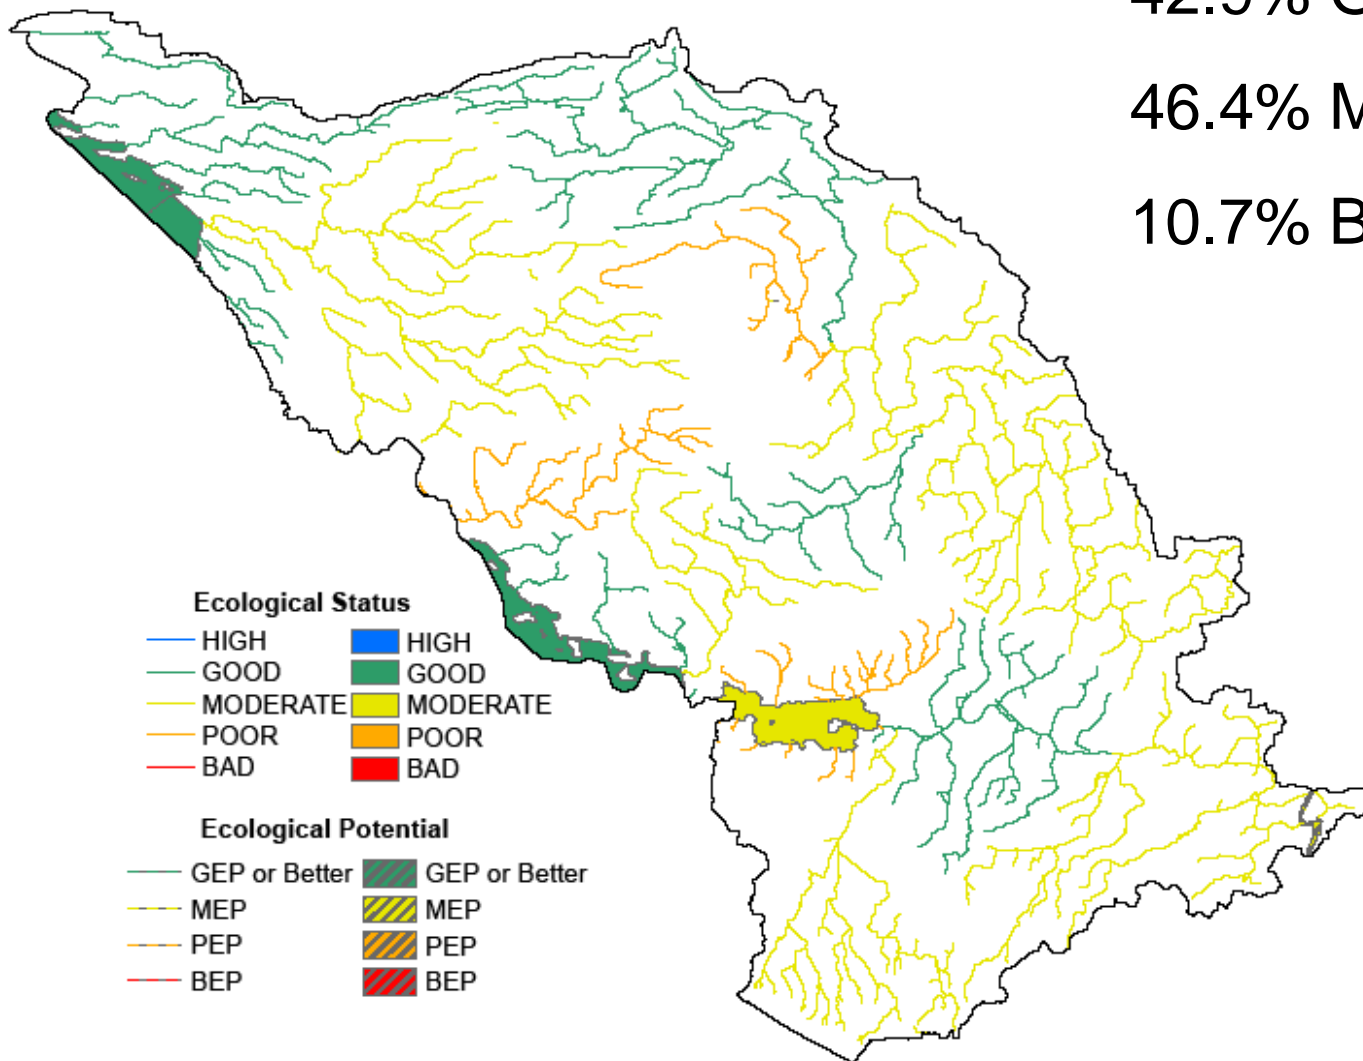 46.4% M
10.7% B
Ecological Status
HIGH HIGH
GOOD GOOD
MODERATE MODERATE
POOR POOR
BAD BAD
Ecological Potential
GEP or Better GEP or Better
MEP MEP
PEP PEP
BEP BEP